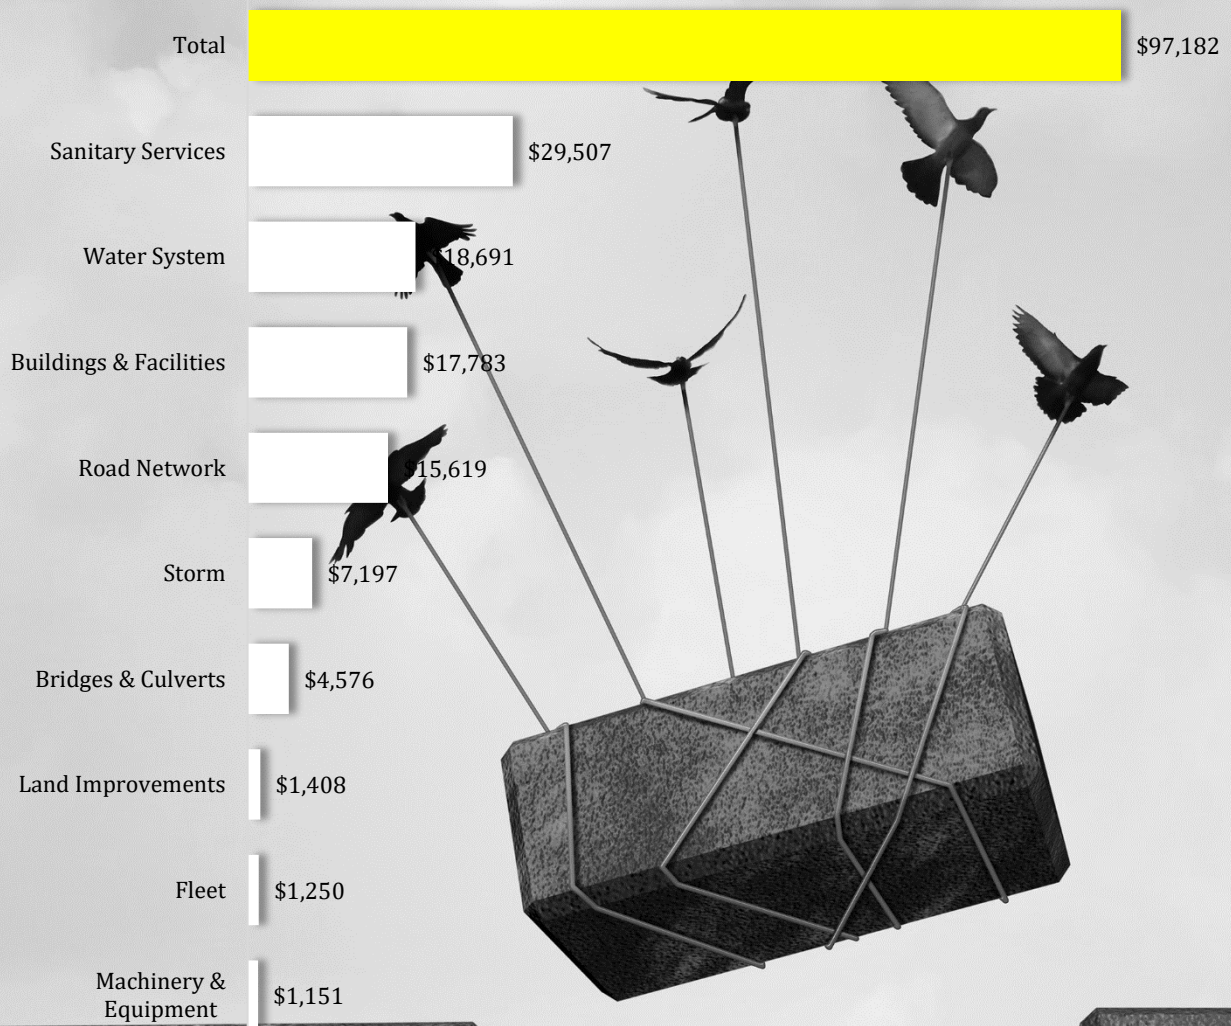 Total $97,182
Sanitary Services $29,507
Water System $18,691
Buildings & Facilities $17,783
Road Network $15,619
Storm $7,197
Bridges & Culverts $4,576
Land Improvements $1,408
Fleet $1,250
Machinery &
Equipment $1,151